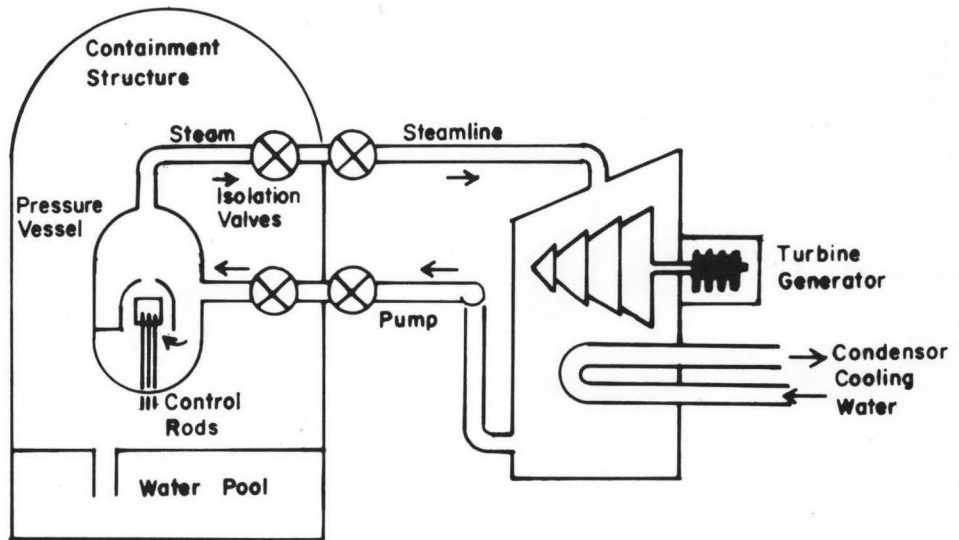 Containment
Structure
Steam
Steamline
Isolation
Valves
Pressure
Vessel
Turbine
Generator
Pump
Condensor
Cooling
Water
Control
Rods
Water Pool